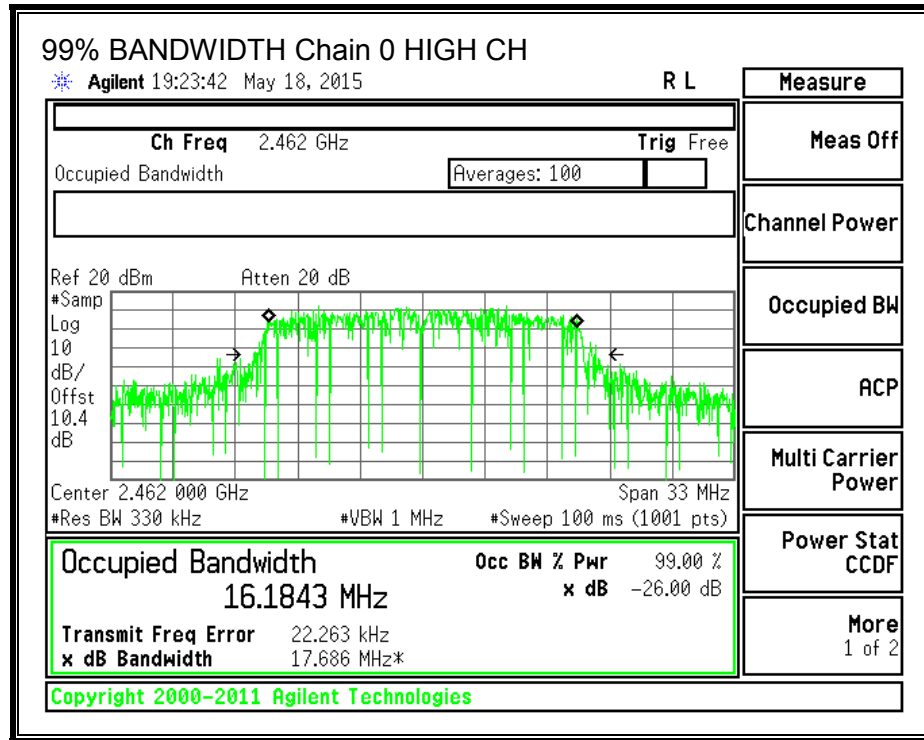 99% BANDWIDTH Chain 0 HIGH CH
Agilent 19:23:42 May 18, 2015 R L
Measure
Ch Freq 2.462 GHz Trig Free
Meas Off
Occupied Bandwidth Averages: 100
Channel Power
Ref 20 dBm Atten 20 dB
#Samp
Log
10
dB/
Offst
10.4
dB
Occupied BW
ACP
Multi Carrier
Power
Center 2.462 000 GHz Span 33 MHz
#Res BW 330 kHz #VBW 1 MHz #Sweep 100 ms (1001 pts)
Occupied Bandwidth Occ BW % Pwr 99.00 %
16.1843 MHz x dB -26.00 dB
Transmit Freq Error 22.263 kHz
x dB Bandwidth 17.686 MHz*
Power Stat
CCDF
More
1 of 2
Copyright 2000-2011 Agilent Technologies